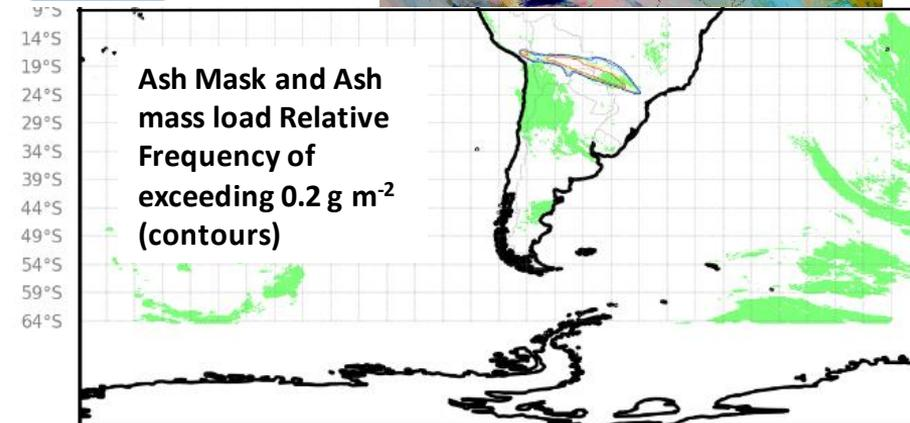 9°S
14°S
19°S
24°S
29°S
34°S
39°S
44°S
49°S
54°S
59°S
64°S
Ash Mask and Ash
mass load Relative
Frequency of
exceeding 0.2 g m-2
(contours)